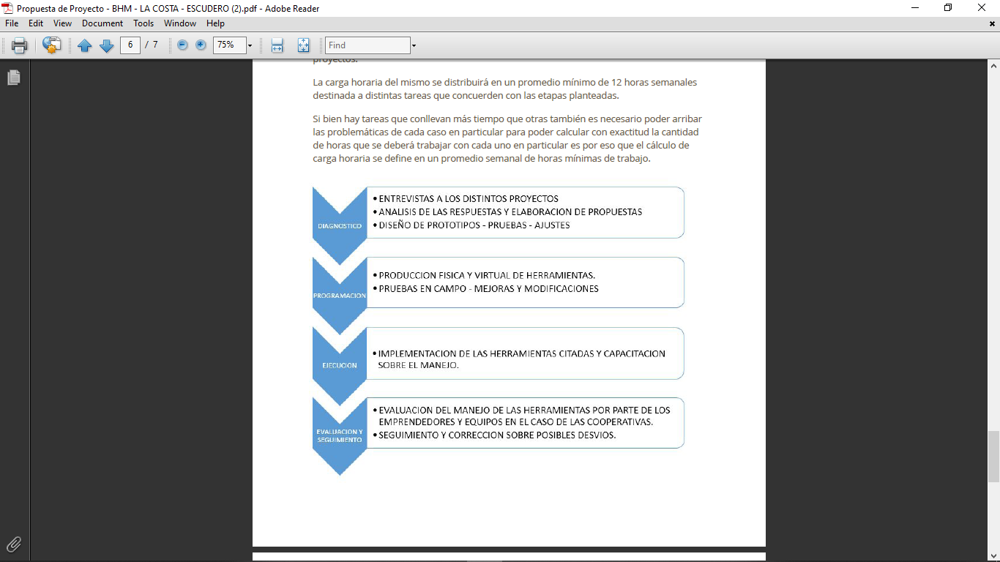 Propuesta de Proyecto - BHM - LA COSTA - ESCUDERO (2).pdf - Adobe Reader
File Edit View Document Tools Window Help
6 / 7 75% Find
proyectos.
La carga horaria del mismo se distribuirá en un promedio mínimo de 12 horas semanales
destinada a distintas tareas que concuerden con las etapas planteadas.
Si bien hay tareas que conllevan más tiempo que otras también es necesario poder arribar
las problemáticas de cada caso en particular para poder calcular con exactitud la cantidad
de horas que se deberá trabajar con cada uno en particular es por eso que el cálculo de
carga horaria se define en un promedio semanal de horas mínimas de trabajo.
DIAGNOSTICO
• ENTREVISTAS A LOS DISTINTOS PROYECTOS
• ANALISIS DE LAS RESPUESTAS Y ELABORACION DE PROPUESTAS
• DISEÑO DE PROTOTIPOS - PRUEBAS - AJUSTES
PROGRAMACION
• PRODUCCION FISICA Y VIRTUAL DE HERRAMIENTAS.
• PRUEBAS EN CAMPO - MEJORAS Y MODIFICACIONES
EJECUCION
• IMPLEMENTACION DE LAS HERRAMIENTAS CITADAS Y CAPACITACION
SOBRE EL MANEJO.
EVALUACION Y
SEGUIMIENTO
• EVALUACION DEL MANEJO DE LAS HERRAMIENTAS POR PARTE DE LOS
EMPRENDEDORES Y EQUIPOS EN EL CASO DE LAS COOPERATIVAS.
• SEGUIMIENTO Y CORRECCION SOBRE POSIBLES DESVIOS.